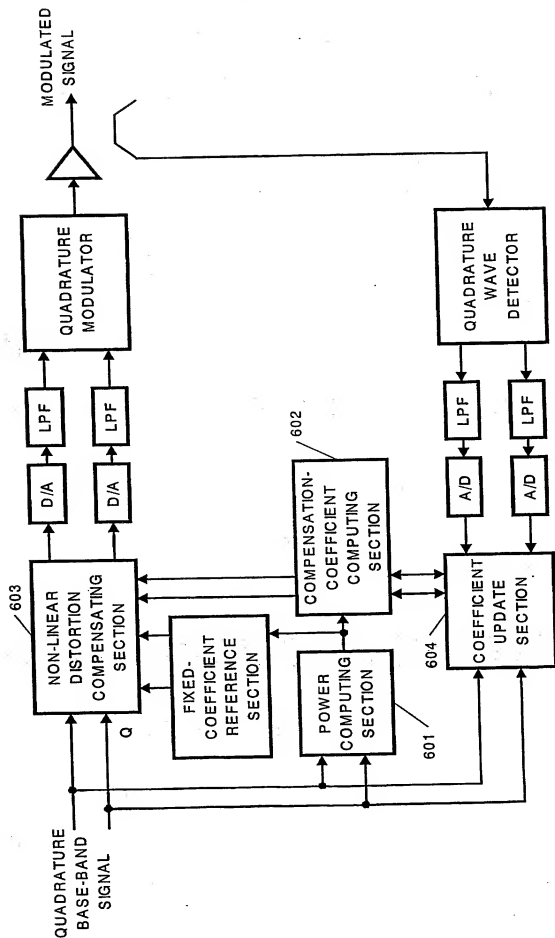 MODULATED
SIGNAL
QUADRATURE
MODULATOR
LPF
LPF
D/A
D/A
603
NON-LINEAR
DISTORTION
COMPENSATING
SECTION
Q
QUADRATURE
BASE-BAND
SIGNAL
FIXED-
COEFFICIENT
REFERENCE
SECTION
602
COMPENSATION-
COEFFICIENT
COMPUTING
SECTION
POWER
COMPUTING
SECTION
601
QUADRATURE
WAVE
DETECTOR
LPF
LPF
A/D
A/D
604
COEFFICIENT
UPDATE
SECTION